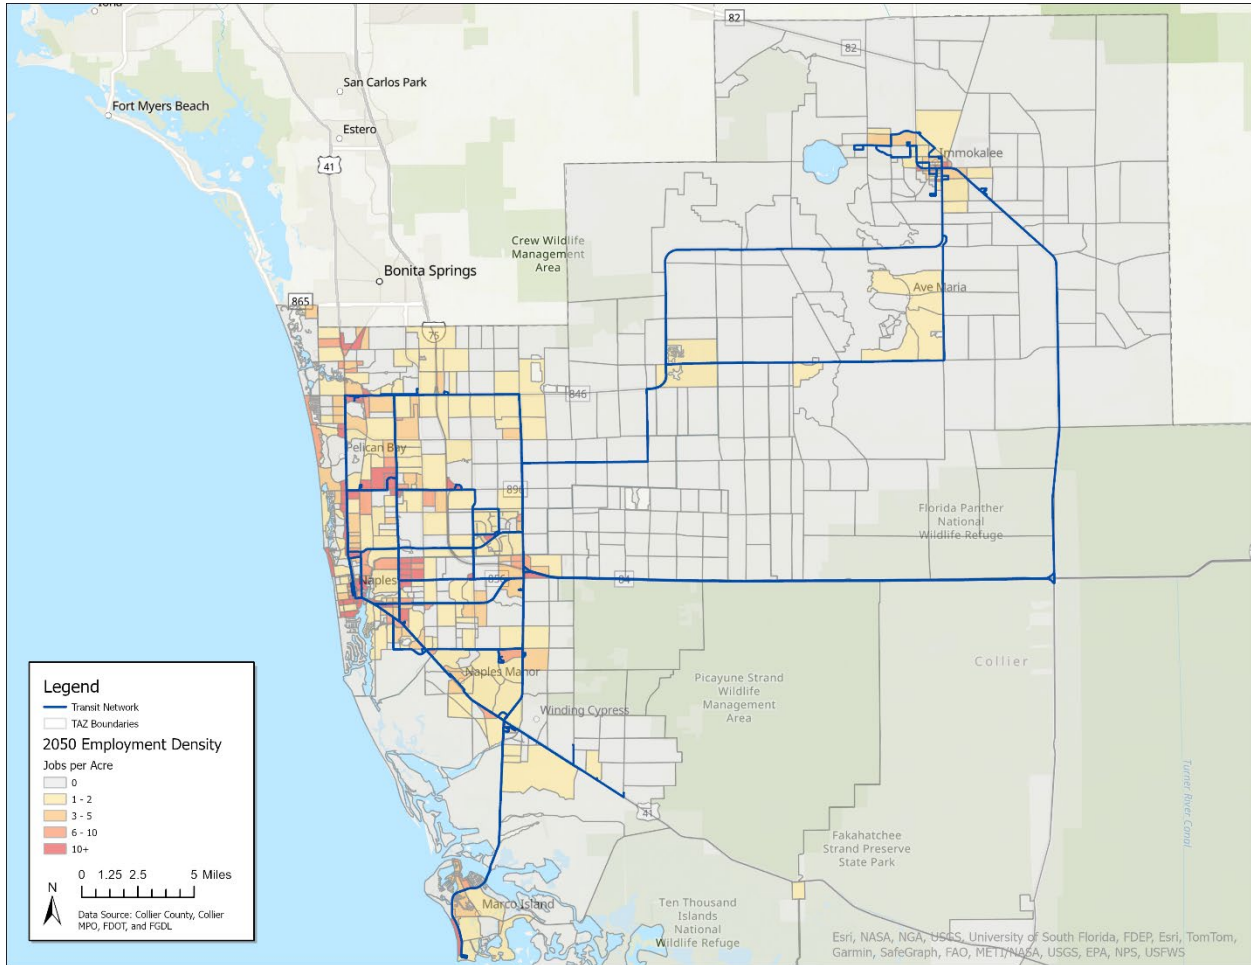 Iona
82
82
San Carlos Park
Fort Myers Beach
Estero
41
Immokalee
Crew Wildlife
Management
Area
Bonita Springs
Ave Maria
865
75
846
Pelican Bay
896
Florida Panther
National
Wildlife Refuge
Naples
856
84
Collier
Naples Manor
Picayune Strand
Wildlife
Management
Area
Winding Cypress
Turner River Canal
41
Fakahatchee
Strand Preserve
State Park
Marco Island
Ten Thousand
Islands
National
Wildlife Refuge
Legend
Transit Network
TAZ Boundaries
2050 Employment Density
Jobs per Acre
0
1 - 2
3 - 5
6 - 10
10+
0 1.25 2.5 5 Miles
N
Data Source: Collier County, Collier
MPO, FDOT, and FGDL
Esri, NASA, NGA, USGS, University of South Florida, FDEP, Esri, TomTom,
Garmin, SafeGraph, FAO, METI/NASA, USGS, EPA, NPS, USFWS